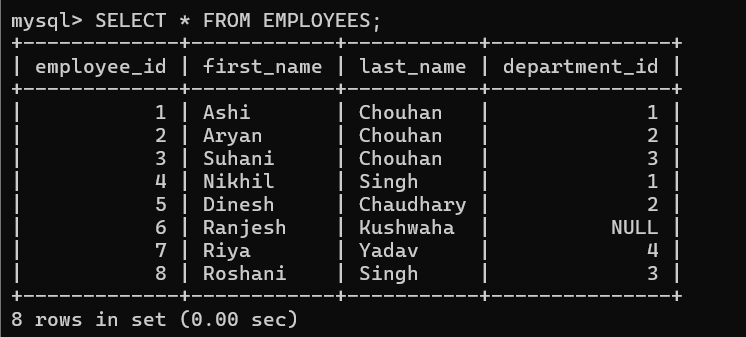 mysql> SELECT * FROM EMPLOYEES;
+-------------+------------+-----------+---------------+
| employee_id | first_name | last_name | department_id |
+-------------+------------+-----------+---------------+
|           1 | Ashi       | Chouhan   |             1 |
|           2 | Aryan      | Chouhan   |             2 |
|           3 | Suhani     | Chouhan   |             3 |
|           4 | Nikhil     | Singh     |             1 |
|           5 | Dinesh     | Chaudhary |             2 |
|           6 | Ranjesh    | Kushwaha  |          NULL |
|           7 | Riya       | Yadav     |             4 |
|           8 | Roshani    | Singh     |             3 |
+-------------+------------+-----------+---------------+
8 rows in set (0.00 sec)